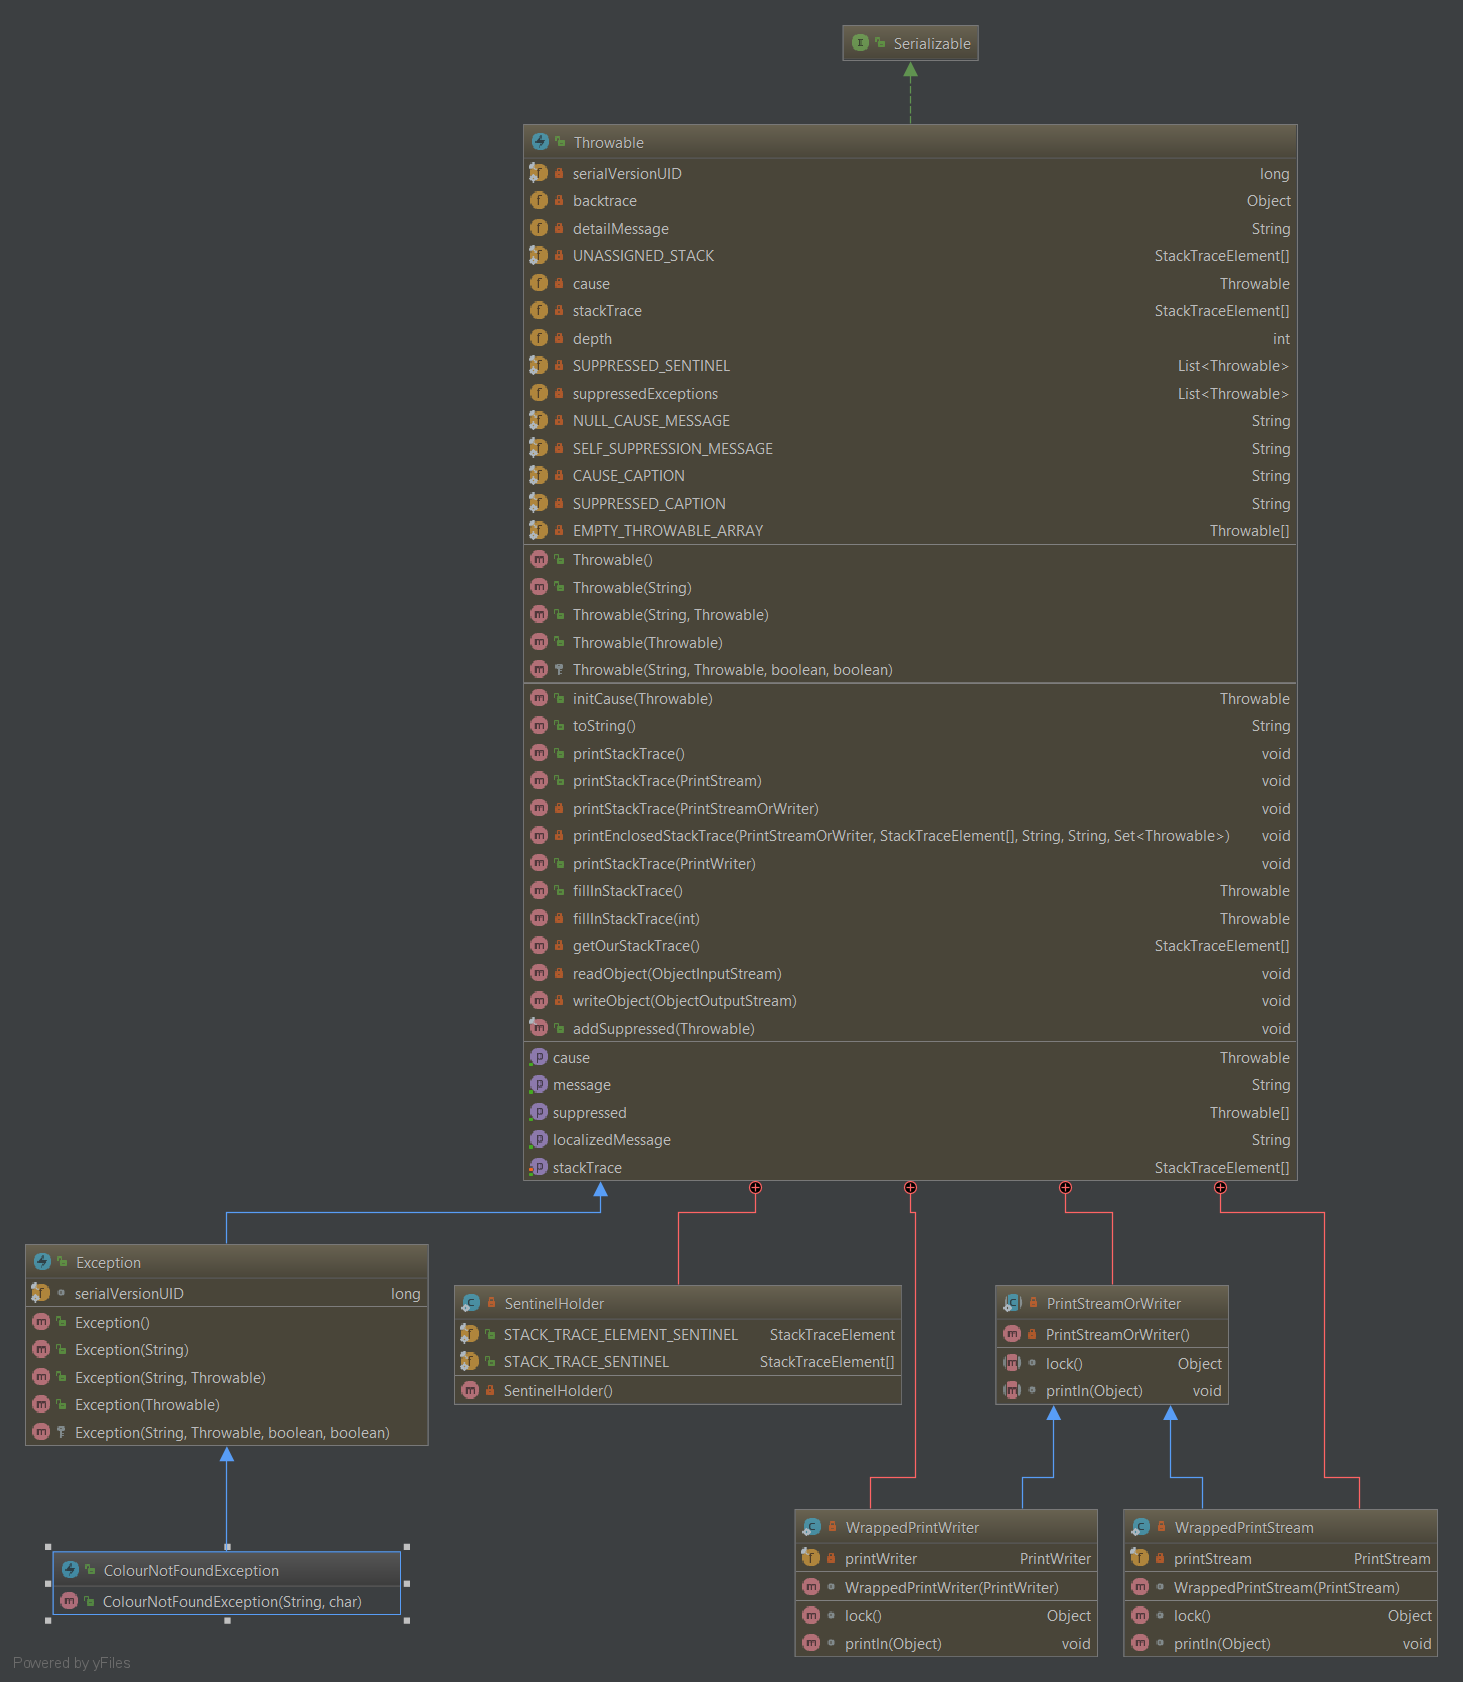 Serializable
Throwable
serialVersionUID long
backtrace Object
detailMessage String
UNASSIGNED_STACK StackTraceElement[]
cause Throwable
stackTrace StackTraceElement[]
depth int
SUPPRESSED_SENTINEL List<Throwable>
suppressedExceptions List<Throwable>
NULL_CAUSE_MESSAGE String
SELF_SUPPRESSION_MESSAGE String
CAUSE_CAPTION String
SUPPRESSED_CAPTION String
EMPTY_THROWABLE_ARRAY Throwable[]
Throwable()
Throwable(String)
Throwable(String, Throwable)
Throwable(Throwable)
Throwable(String, Throwable, boolean, boolean)
initCause(Throwable) Throwable
toString() String
printStackTrace() void
printStackTrace(PrintStream) void
printStackTrace(PrintStreamOrWriter) void
printEnclosedStackTrace(PrintStreamOrWriter, StackTraceElement[], String, String, Set<Throwable>) void
printStackTrace(PrintWriter) void
fillInStackTrace() Throwable
fillInStackTrace(int) Throwable
getOurStackTrace() StackTraceElement[]
readObject(ObjectInputStream) void
writeObject(ObjectOutputStream) void
addSuppressed(Throwable) void
cause Throwable
message String
suppressed Throwable[]
localizedMessage String
stackTrace StackTraceElement[]
Exception
serialVersionUID long
Exception()
Exception(String)
Exception(String, Throwable)
Exception(Throwable)
Exception(String, Throwable, boolean, boolean)
SentinelHolder
STACK_TRACE_ELEMENT_SENTINEL StackTraceElement
STACK_TRACE_SENTINEL StackTraceElement[]
SentinelHolder()
PrintStreamOrWriter
PrintStreamOrWriter()
lock() Object
println(Object) void
ColourNotFoundException
ColourNotFoundException(String, char)
WrappedPrintWriter
printWriter PrintWriter
WrappedPrintWriter(PrintWriter)
lock() Object
println(Object) void
WrappedPrintStream
printStream PrintStream
WrappedPrintStream(PrintStream)
lock() Object
println(Object) void
Powered by yFiles